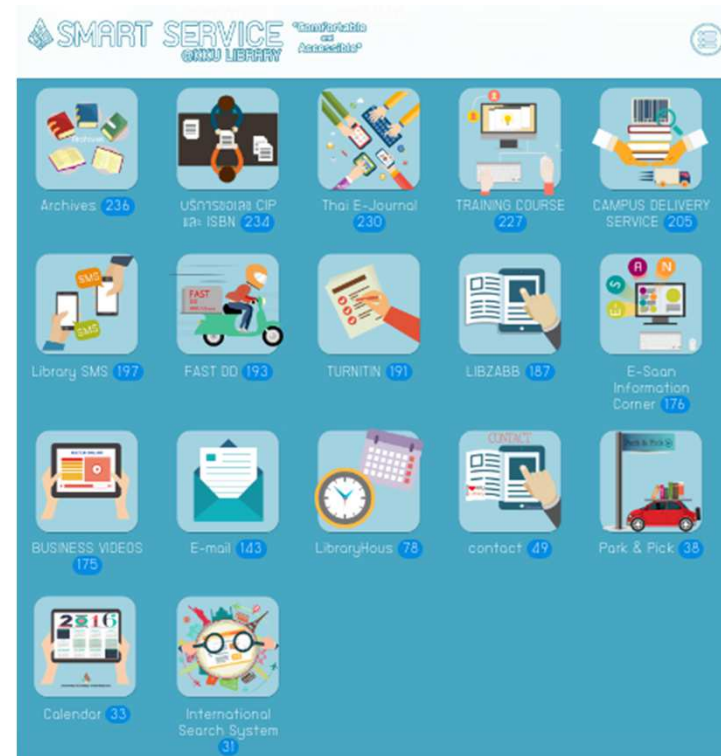 SMART SERVICE
@KKU LIBRARY
"Comfortable
Accessible"
Archives 236
บริการขอเลข CIP
และ ISBN 234
Thai E-Journal
230
TRAINING COURSE
227
CAMPUS DELIVERY
SERVICE 205
SMS
SMS
Library SMS 197
FAST
FAST DD 193
TURNITIN 191
LIBZABB 187
E S A N
E-Saan
Information
Corner 176
BUSINESS VIDEOS
175
E-mail 143
LibraryHous 78
CONTACT
contact 49
Park & Pick
Park & Pick 38
2016
Calendar 33
International
Search System
31